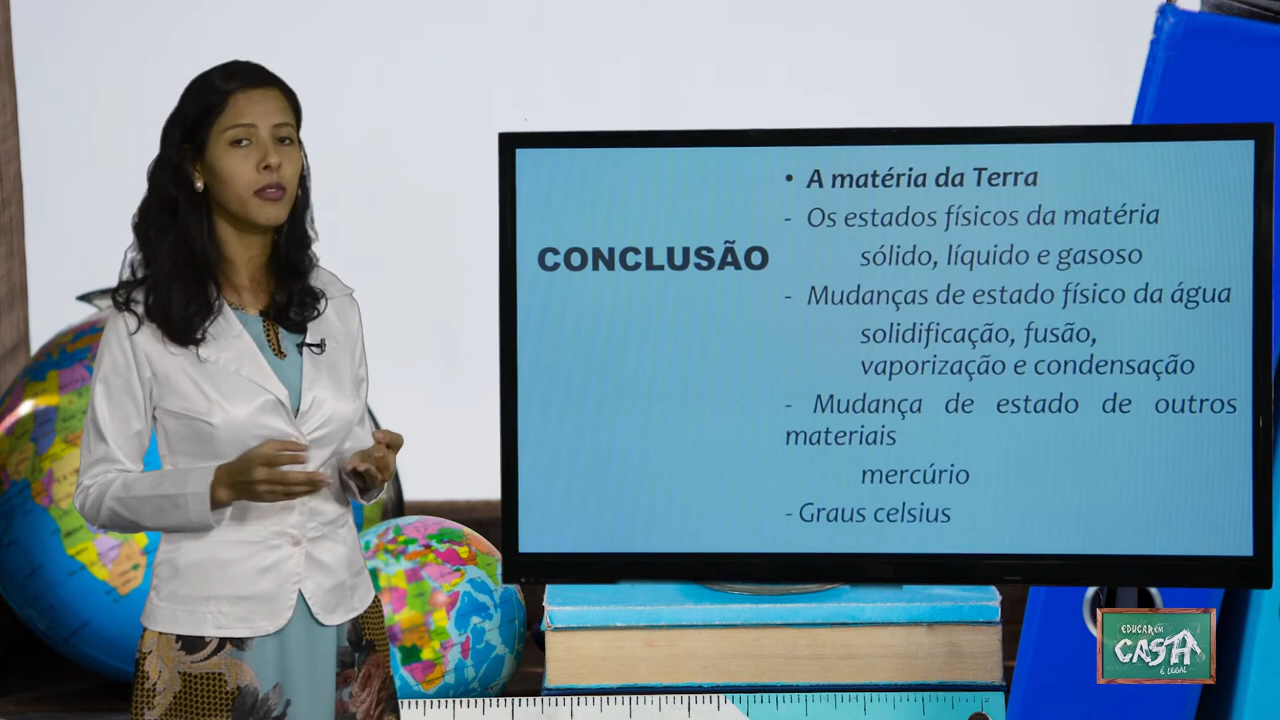 CONCLUSÃO
• A matéria da Terra
- Os estados físicos da matéria
sólido, líquido e gasoso
- Mudanças de estado físico da água
solidificação, fusão,
vaporização e condensação
- Mudança de estado de outros
materiais
mercúrio
- Graus celsius
EDUCAR EM
CASA
É LEGAL